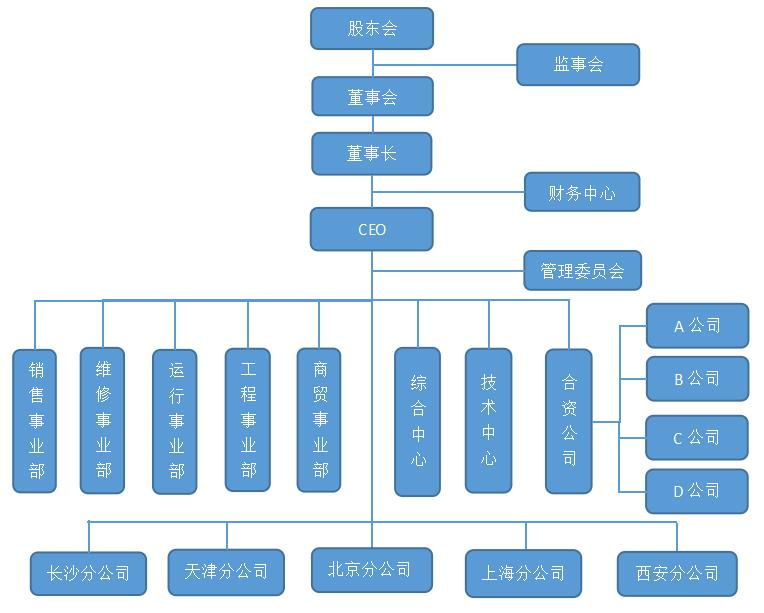 股东会
监事会
董事会
董事长
财务中心
CEO
管理委员会
销售事业部
维修事业部
运行事业部
工程事业部
商贸事业部
综合中心
技术中心
合资公司
A 公司
B 公司
C 公司
D 公司
长沙分公司
天津分公司
北京分公司
上海分公司
西安分公司